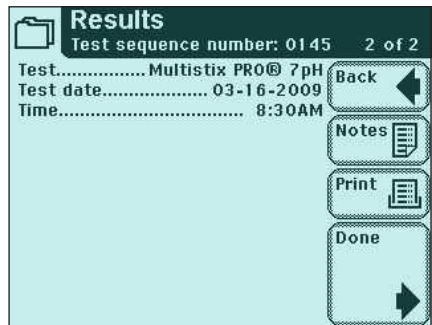 Results
Test sequence number: 0145 2 of 2
Test................Multistix PRO® 7pH
Test date................... 03-16-2009
Time................................. 8:30AM
Back
Notes
Print
Done